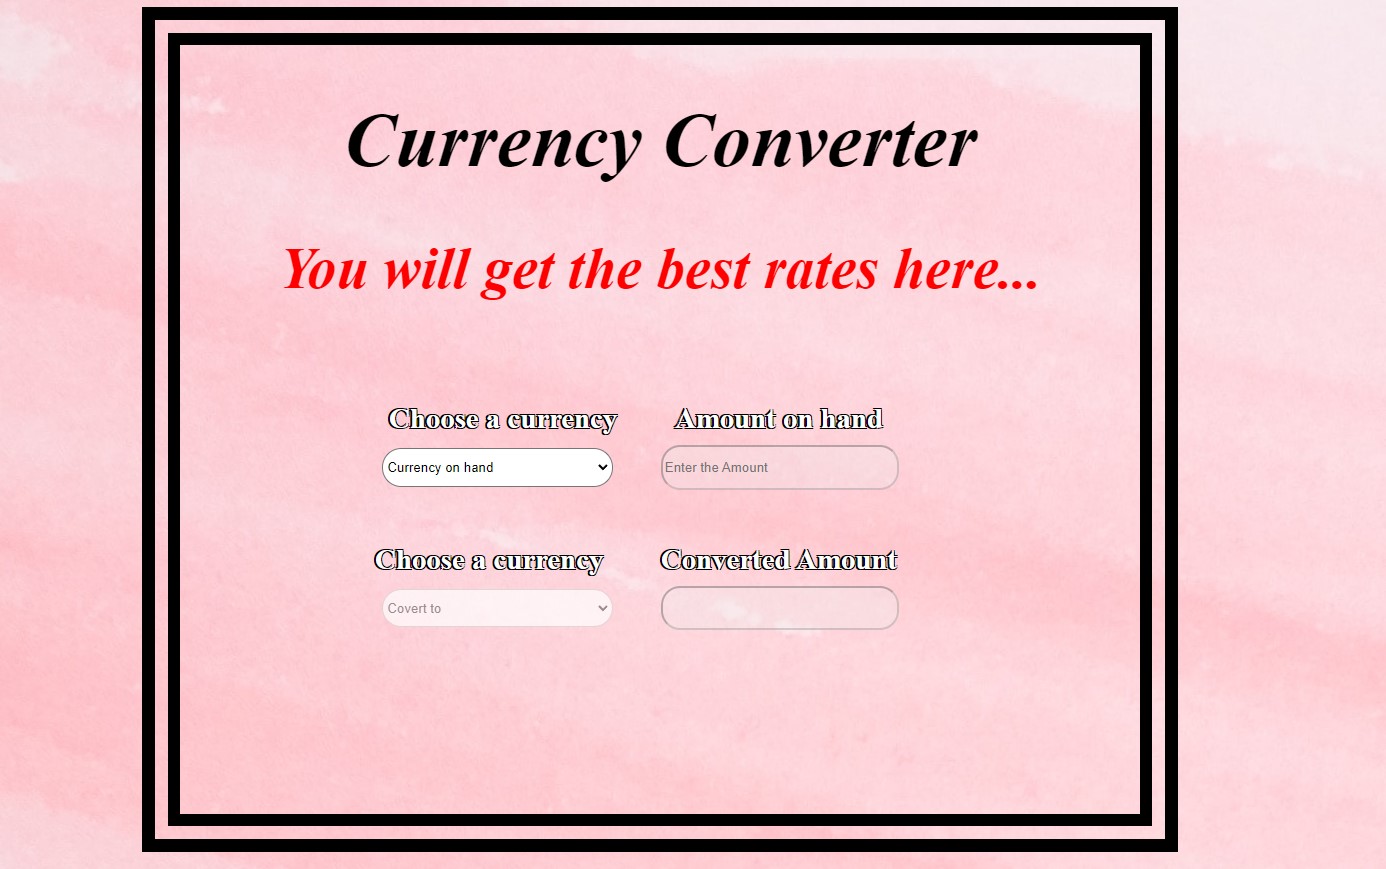 Currency Converter
You will get the best rates here...
Choose a currency Amount on hand
Currency on hand Enter the Amount
Choose a currency Converted Amount
Covert to